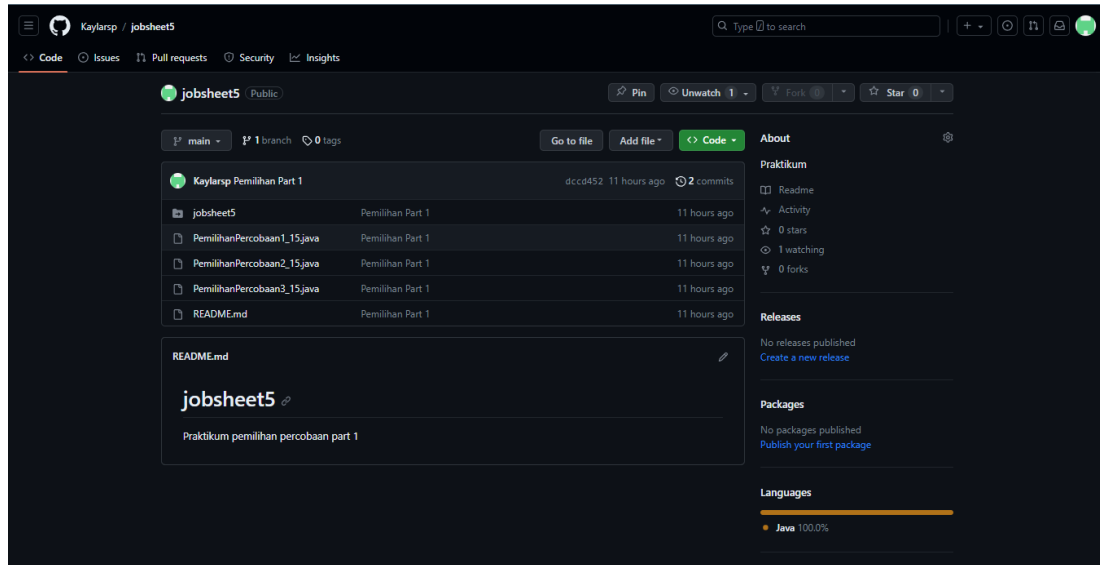 Kaylarsp / jobsheet5
Type / to search
Code Issues Pull requests Security Insights
jobsheet5 Public
Pin Unwatch 1 Fork 0 Star 0
main 1 branch 0 tags
Go to file Add file Code
Kaylarsp Pemilihan Part 1 dccd452 11 hours ago 2 commits
jobsheet5 Pemilihan Part 1 11 hours ago
PemilihanPercobaan1_15.java Pemilihan Part 1 11 hours ago
PemilihanPercobaan2_15.java Pemilihan Part 1 11 hours ago
PemilihanPercobaan3_15.java Pemilihan Part 1 11 hours ago
README.md Pemilihan Part 1 11 hours ago
README.md
jobsheet5
Praktikum pemilihan percobaan part 1
About
Praktikum
Readme
Activity
0 stars
1 watching
0 forks
Releases
No releases published
Create a new release
Packages
No packages published
Publish your first package
Languages
Java 100.0%